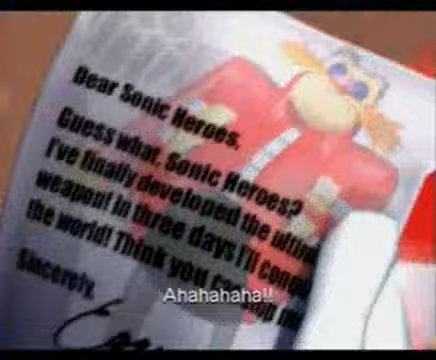 Dear Sonic Heroes,
Guess what, Sonic Heroes?
I've finally developed the
weapon! In three days I'll
the world! Think you
Sincerely,
Ahahahaha!!